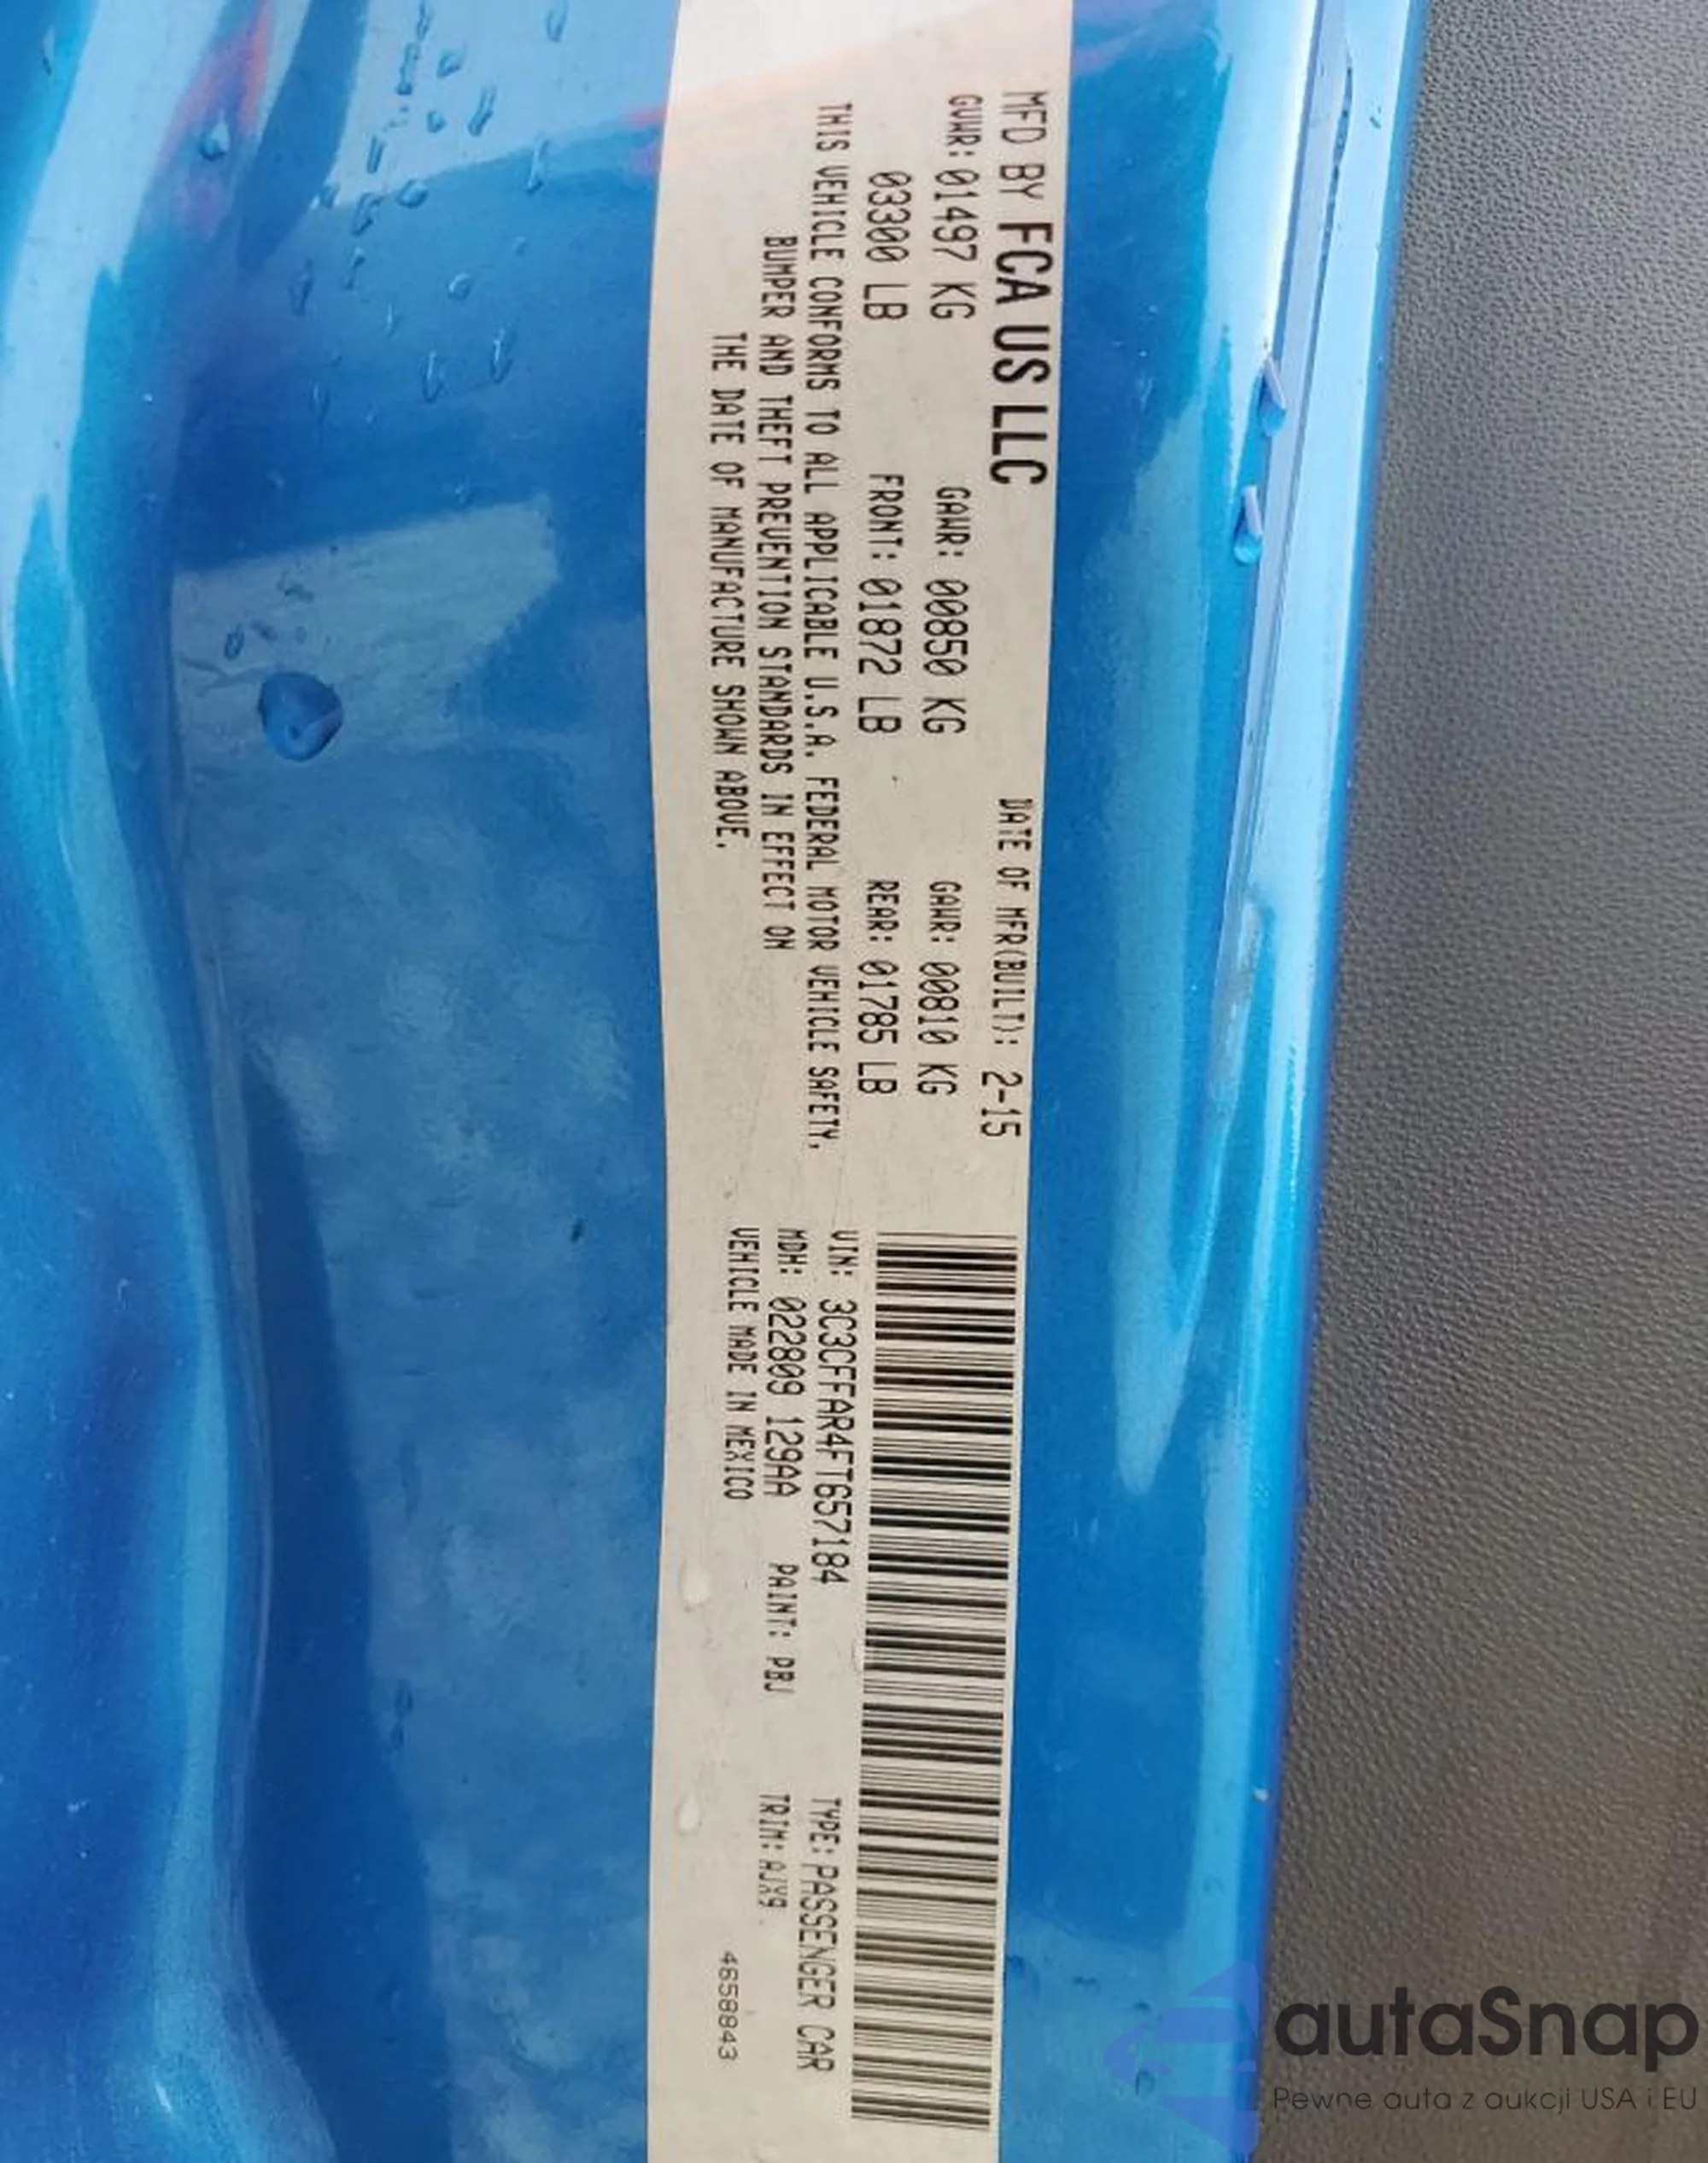 MFD BY FCA US LLC
DATE OF MFR(BUILT): 2-15
GVWR: 01497 KG
GAWR: 00850 KG
GAWR: 00810 KG
03300 LB
FRONT: 01872 LB
REAR: 01785 LB
THIS VEHICLE CONFORMS TO ALL APPLICABLE U.S.A. FEDERAL MOTOR VEHICLE SAFETY,
BUMPER AND THEFT PREVENTION STANDARDS IN EFFECT ON
THE DATE OF MANUFACTURE SHOWN ABOVE.
VIN: 3C3CFFAR4FT657184
TYPE: PASSENGER CAR
MDH: 022809 129AA
PAINT: PBJ
TRIM: AJX9
VEHICLE MADE IN MEXICO
4658843
autaSnap
Pewne auta z aukcji USA i EU